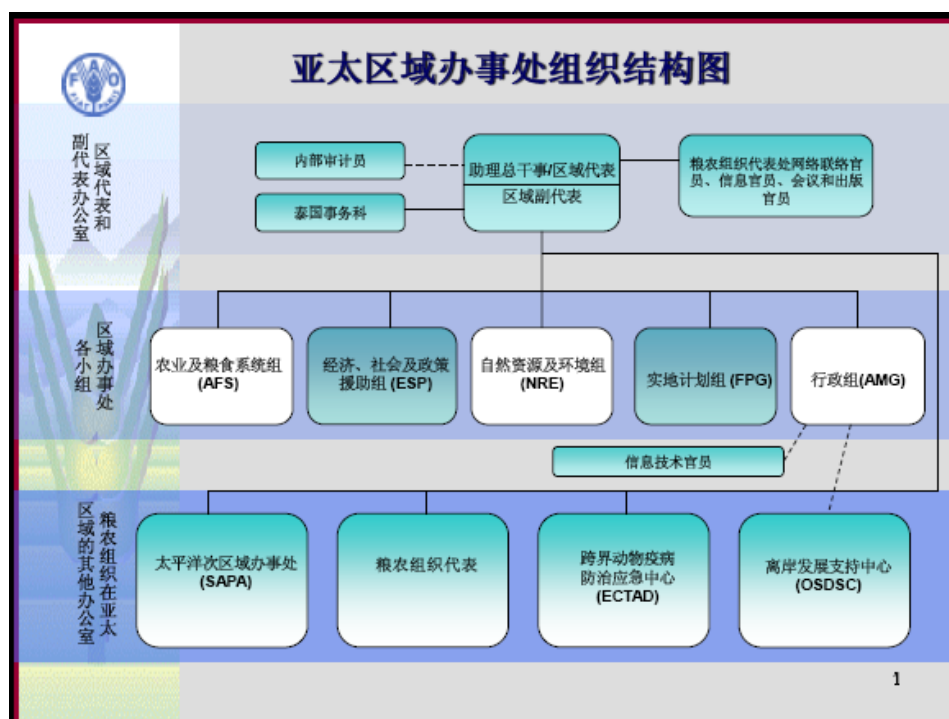 亚太区域办事处组织结构图
FAO
FIAT PANIS
区域代表和
副代表办公室
内部审计员
泰国事务科
助理总干事/区域代表
区域副代表
粮农组织代表处网络联络官
员、信息官员、会议和出版
官员
区域办事处
各小组
农业及粮食系统组
(AFS)
经济、社会及政策
援助组 (ESP)
自然资源及环境组
(NRE)
实地计划组 (FPG)
行政组(AMG)
信息技术官员
粮农组织在亚太
区域的其他办公室
太平洋次区域办事处
(SAPA)
粮农组织代表
跨界动物疫病
防治应急中心
(ECTAD)
离岸发展支持中心
(OSDSC)
1